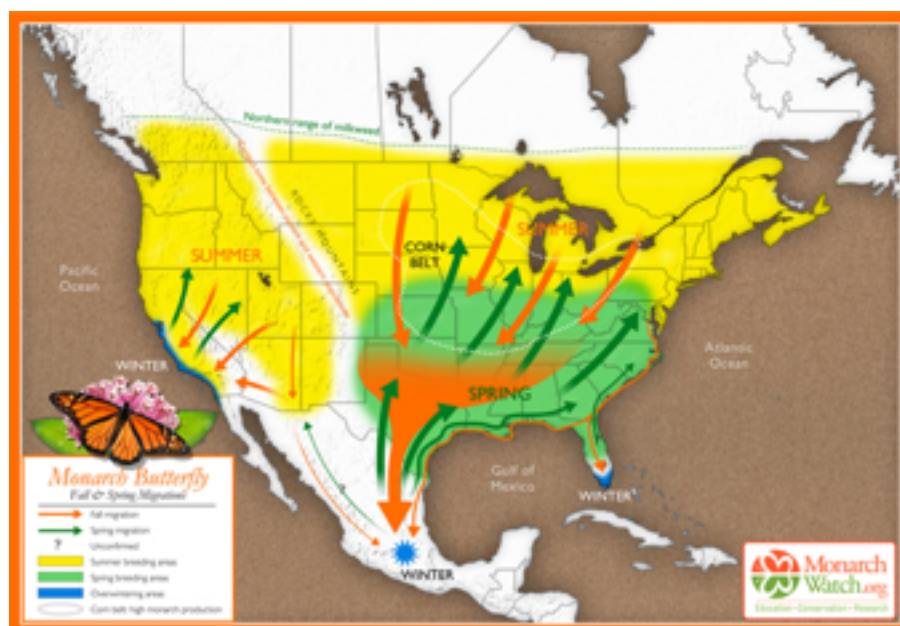 Northern range of milkweed
ROCKY MOUNTAINS
SUMMER
SUMMER
CORN
BELT
Pacific
Ocean
Atlantic
Ocean
WINTER
SPRING
Gulf of
Mexico
WINTER
WINTER
Monarch Butterfly
Fall & Spring Migrations
Fall migration
Spring migration
? Unconfirmed
Summer breeding areas
Spring breeding areas
Overwintering areas
Corn belt: high monarch production
Monarch
Watch.org
Education • Conservation • Research